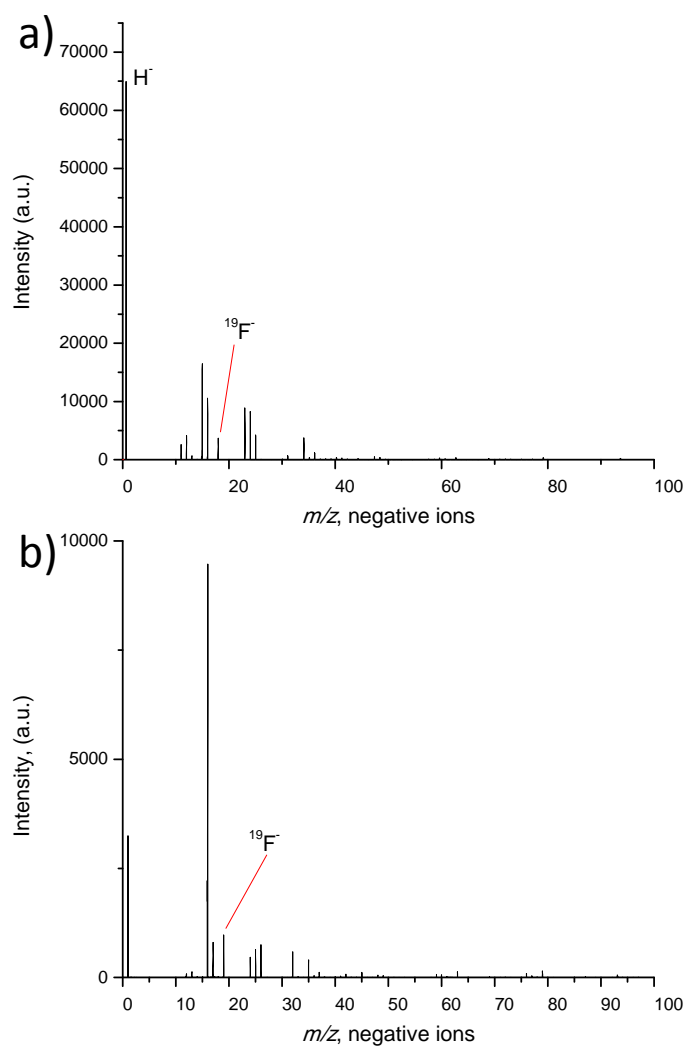 a)
70000
60000
50000
40000
30000
20000
10000
0
Intensity (a.u.)
H⁻
¹⁹F⁻
0 20 40 60 80 100
m/z, negative ions
b)
10000
5000
0
Intensity, (a.u.)
¹⁹F⁻
0 10 20 30 40 50 60 70 80 90 100
m/z, negative ions